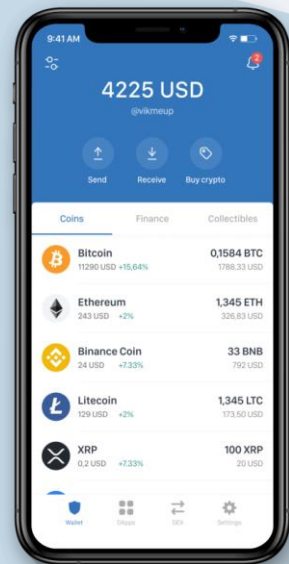 9:41 AM
2
4225 USD
@vikmeup
Send Receive Buy crypto
Coins Finance Collectibles
Bitcoin 0,1584 BTC
11290 USD +15,64% 1788,33 USD
Ethereum 1,345 ETH
243 USD +2% 326,83 USD
Binance Coin 33 BNB
24 USD +7.33% 792 USD
Litecoin 1,345 LTC
129 USD +2% 173,50 USD
XRP 100 XRP
0,2 USD +7.33% 20 USD
Wallet DApps DEX Settings